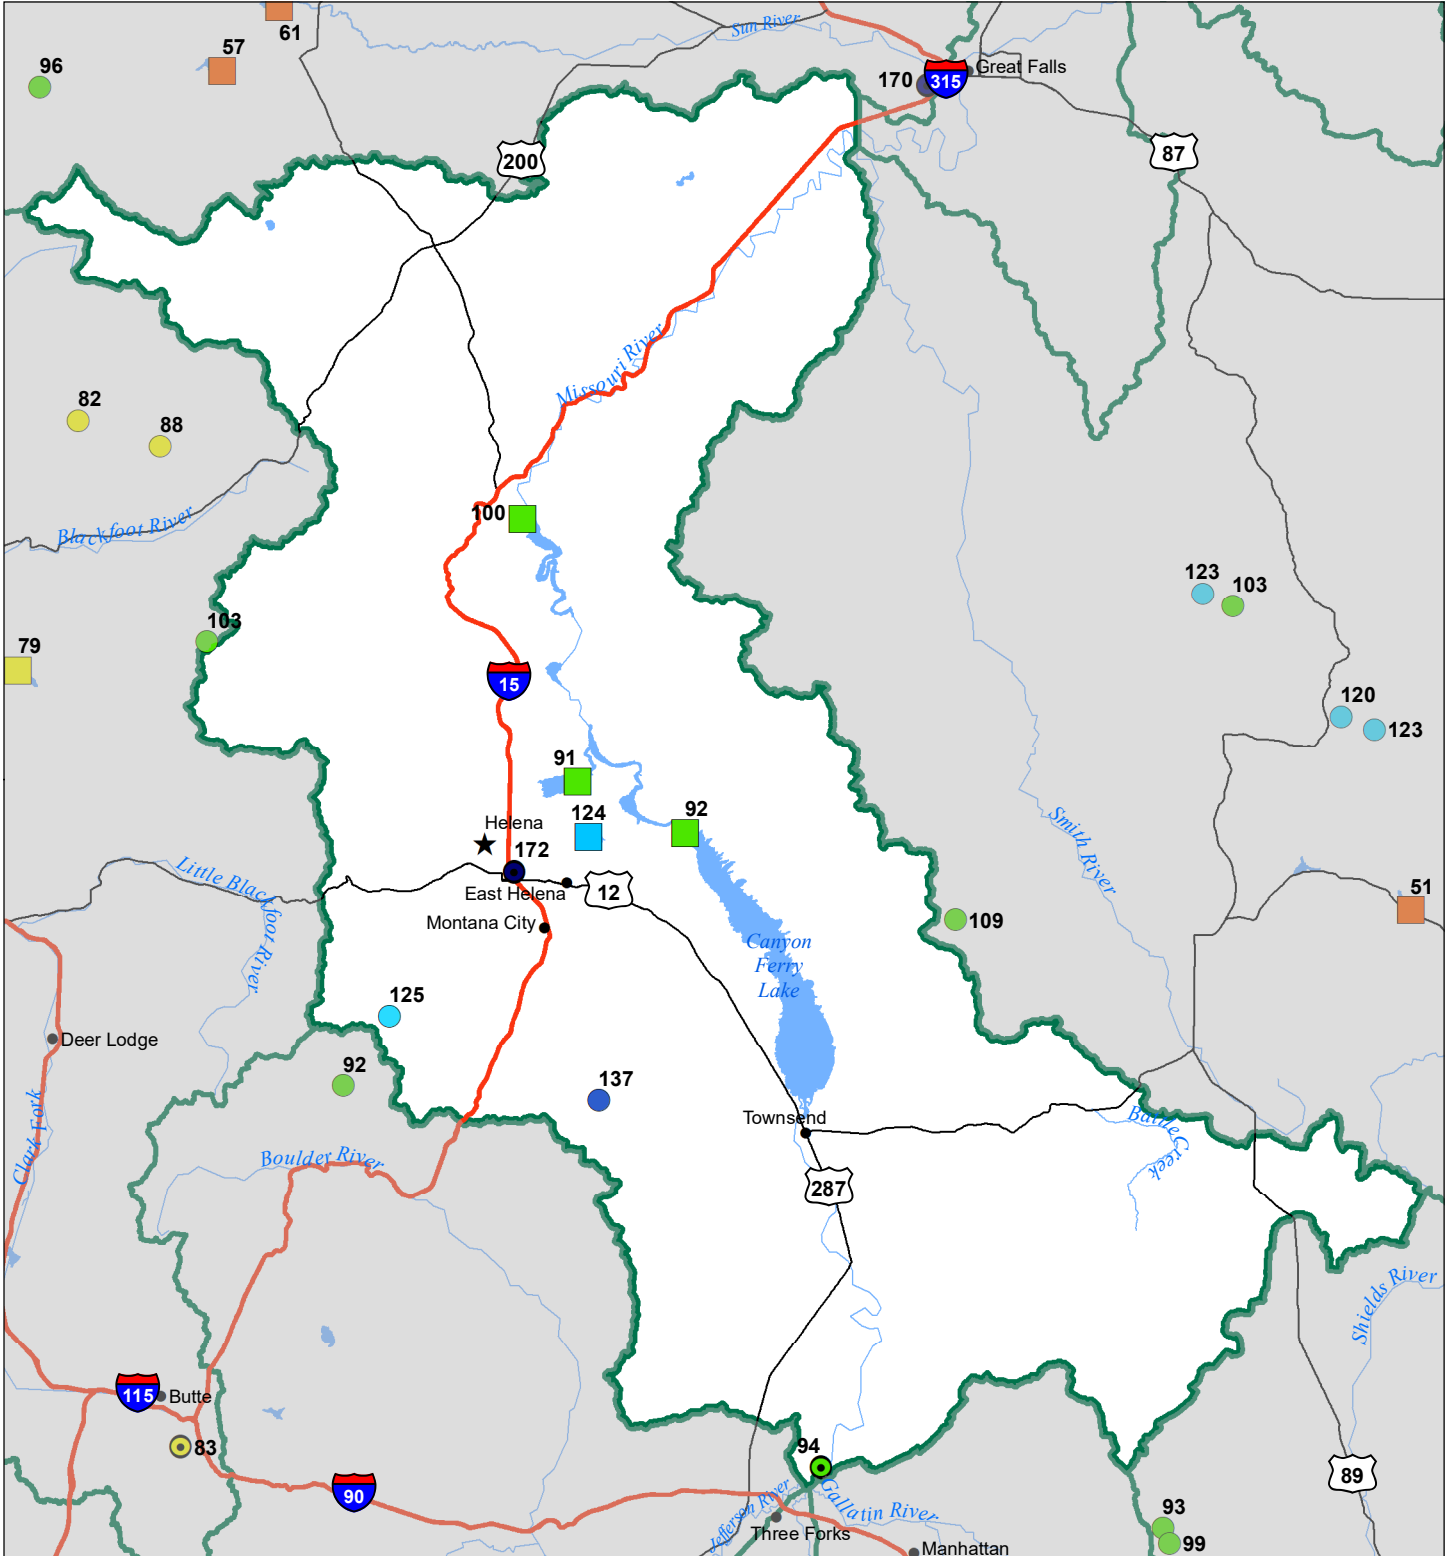 61
Sun River
57
96
170
315
Great Falls
200
87
Missouri River
82
88
100
Blackfoot River
123
103
103
79
15
120
123
91
124
92
Helena
172
Smith River
Little Blackfoot River
East Helena
12
51
Montana City
109
Canyon
Ferry
Lake
125
Deer Lodge
92
137
Clark Fork
Townsend
Battle Creek
Boulder River
287
Shields River
115
Butte
83
94
90
89
Jefferson River
Gallatin River
Three Forks
93
99
Manhattan